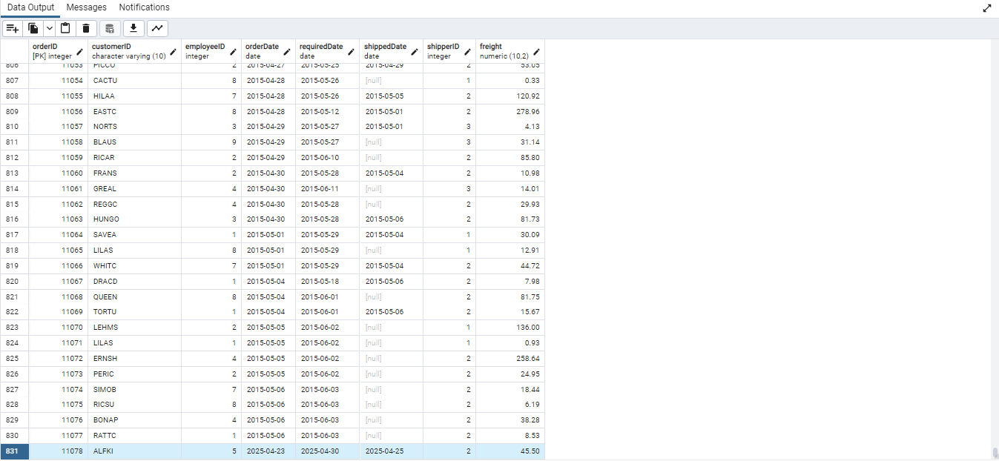 Data Output Messages Notifications
orderID customerID employeeID orderDate requiredDate shippedDate shipperID freight
[PK] integer character varying (10) integer date date date integer numeric (10,2)
806 11053 PICCO 2 2015-04-27 2015-05-25 2015-04-29 2 53.05
807 11054 CACTU 8 2015-04-28 2015-05-26 [null] 1 0.33
808 11055 HILAA 7 2015-04-28 2015-05-26 2015-05-05 2 120.92
809 11056 EASTC 8 2015-04-28 2015-05-12 2015-05-01 2 278.96
810 11057 NORTS 3 2015-04-29 2015-05-27 2015-05-01 3 4.13
811 11058 BLAUS 9 2015-04-29 2015-05-27 [null] 3 31.14
812 11059 RICAR 2 2015-04-29 2015-06-10 [null] 2 85.80
813 11060 FRANS 2 2015-04-30 2015-05-28 2015-05-04 2 10.98
814 11061 GREAL 4 2015-04-30 2015-06-11 [null] 3 14.01
815 11062 REGGC 4 2015-04-30 2015-05-28 [null] 2 29.93
816 11063 HUNGO 3 2015-04-30 2015-05-28 2015-05-06 2 81.73
817 11064 SAVEA 1 2015-05-01 2015-05-29 2015-05-04 1 30.09
818 11065 LILAS 8 2015-05-01 2015-05-29 [null] 1 12.91
819 11066 WHITC 7 2015-05-01 2015-05-29 2015-05-04 2 44.72
820 11067 DRACD 1 2015-05-04 2015-05-18 2015-05-06 2 7.98
821 11068 QUEEN 8 2015-05-04 2015-06-01 [null] 2 81.75
822 11069 TORTU 1 2015-05-04 2015-06-01 2015-05-06 2 15.67
823 11070 LEHMS 2 2015-05-05 2015-06-02 [null] 1 136.00
824 11071 LILAS 1 2015-05-05 2015-06-02 [null] 1 0.93
825 11072 ERNSH 4 2015-05-05 2015-06-02 [null] 2 258.64
826 11073 PERIC 2 2015-05-05 2015-06-02 [null] 2 24.95
827 11074 SIMOB 7 2015-05-06 2015-06-03 [null] 2 18.44
828 11075 RICSU 8 2015-05-06 2015-06-03 [null] 2 6.19
829 11076 BONAP 4 2015-05-06 2015-06-03 [null] 2 38.28
830 11077 RATTC 1 2015-05-06 2015-06-03 [null] 2 8.53
831 11078 ALFKI 5 2025-04-23 2025-04-30 2025-04-25 2 45.50